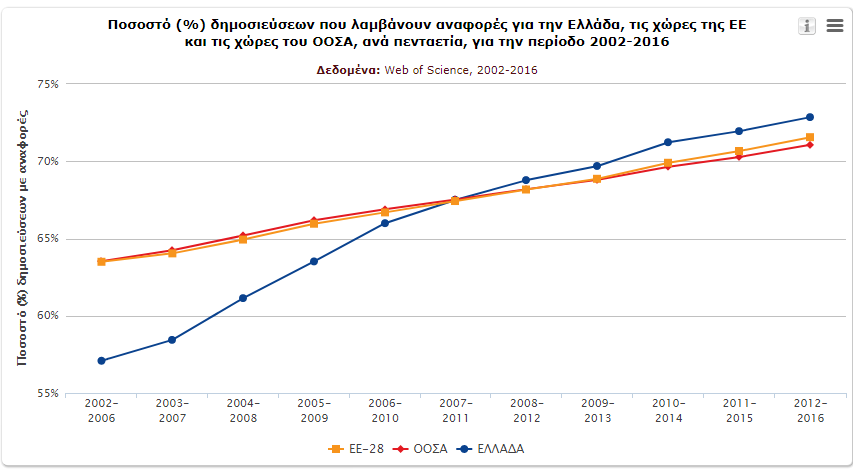 Ποσοστό (%) δημοσιεύσεων που λαμβάνουν αναφορές για την Ελλάδα, τις χώρες της ΕΕ
και τις χώρες του ΟΟΣΑ, ανά πενταετία, για την περίοδο 2002-2016
Δεδομένα: Web of Science, 2002-2016
Ποσοστό (%) δημοσιεύσεων με αναφορές
75%
70%
65%
60%
55%
2002-2006
2003-2007
2004-2008
2005-2009
2006-2010
2007-2011
2008-2012
2009-2013
2010-2014
2011-2015
2012-2016
ΕΕ-28
ΟΟΣΑ
ΕΛΛΑΔΑ